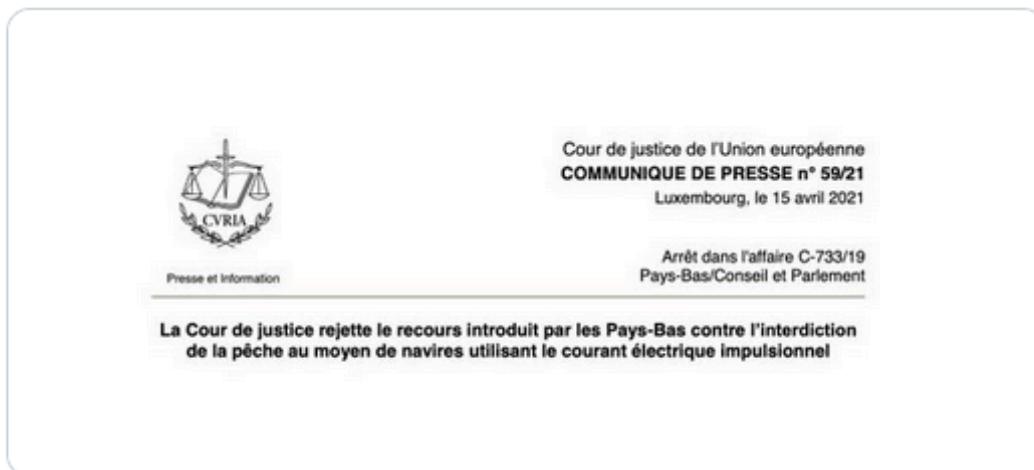 Cour de justice de l'Union européenne
COMMUNIQUE DE PRESSE n° 59/21
Luxembourg, le 15 avril 2021
CVRIA
Arrêt dans l'affaire C-733/19
Presse et Information
Pays-Bas/Conseil et Parlement
La Cour de justice rejette le recours introduit par les Pays-Bas contre l'interdiction
de la pêche au moyen de navires utilisant le courant électrique impulsionnel